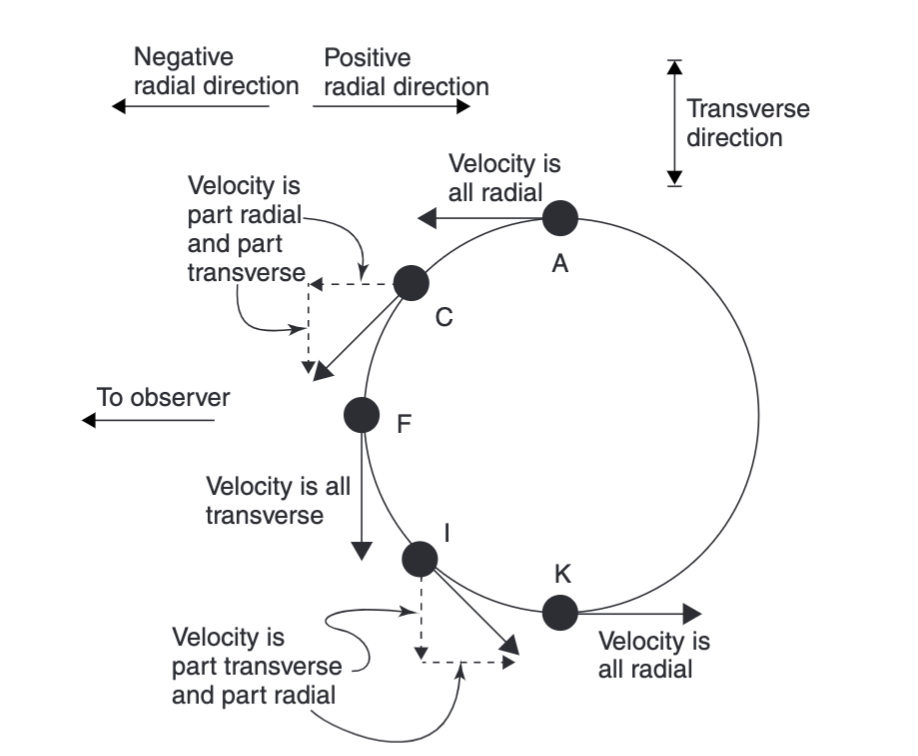 Negative
radial direction
Positive
radial direction
Transverse
direction
Velocity is
all radial
A
Velocity is
part radial
and part
transverse
C
To observer
F
Velocity is all
transverse
I
K
Velocity is
all radial
Velocity is
part transverse
and part radial